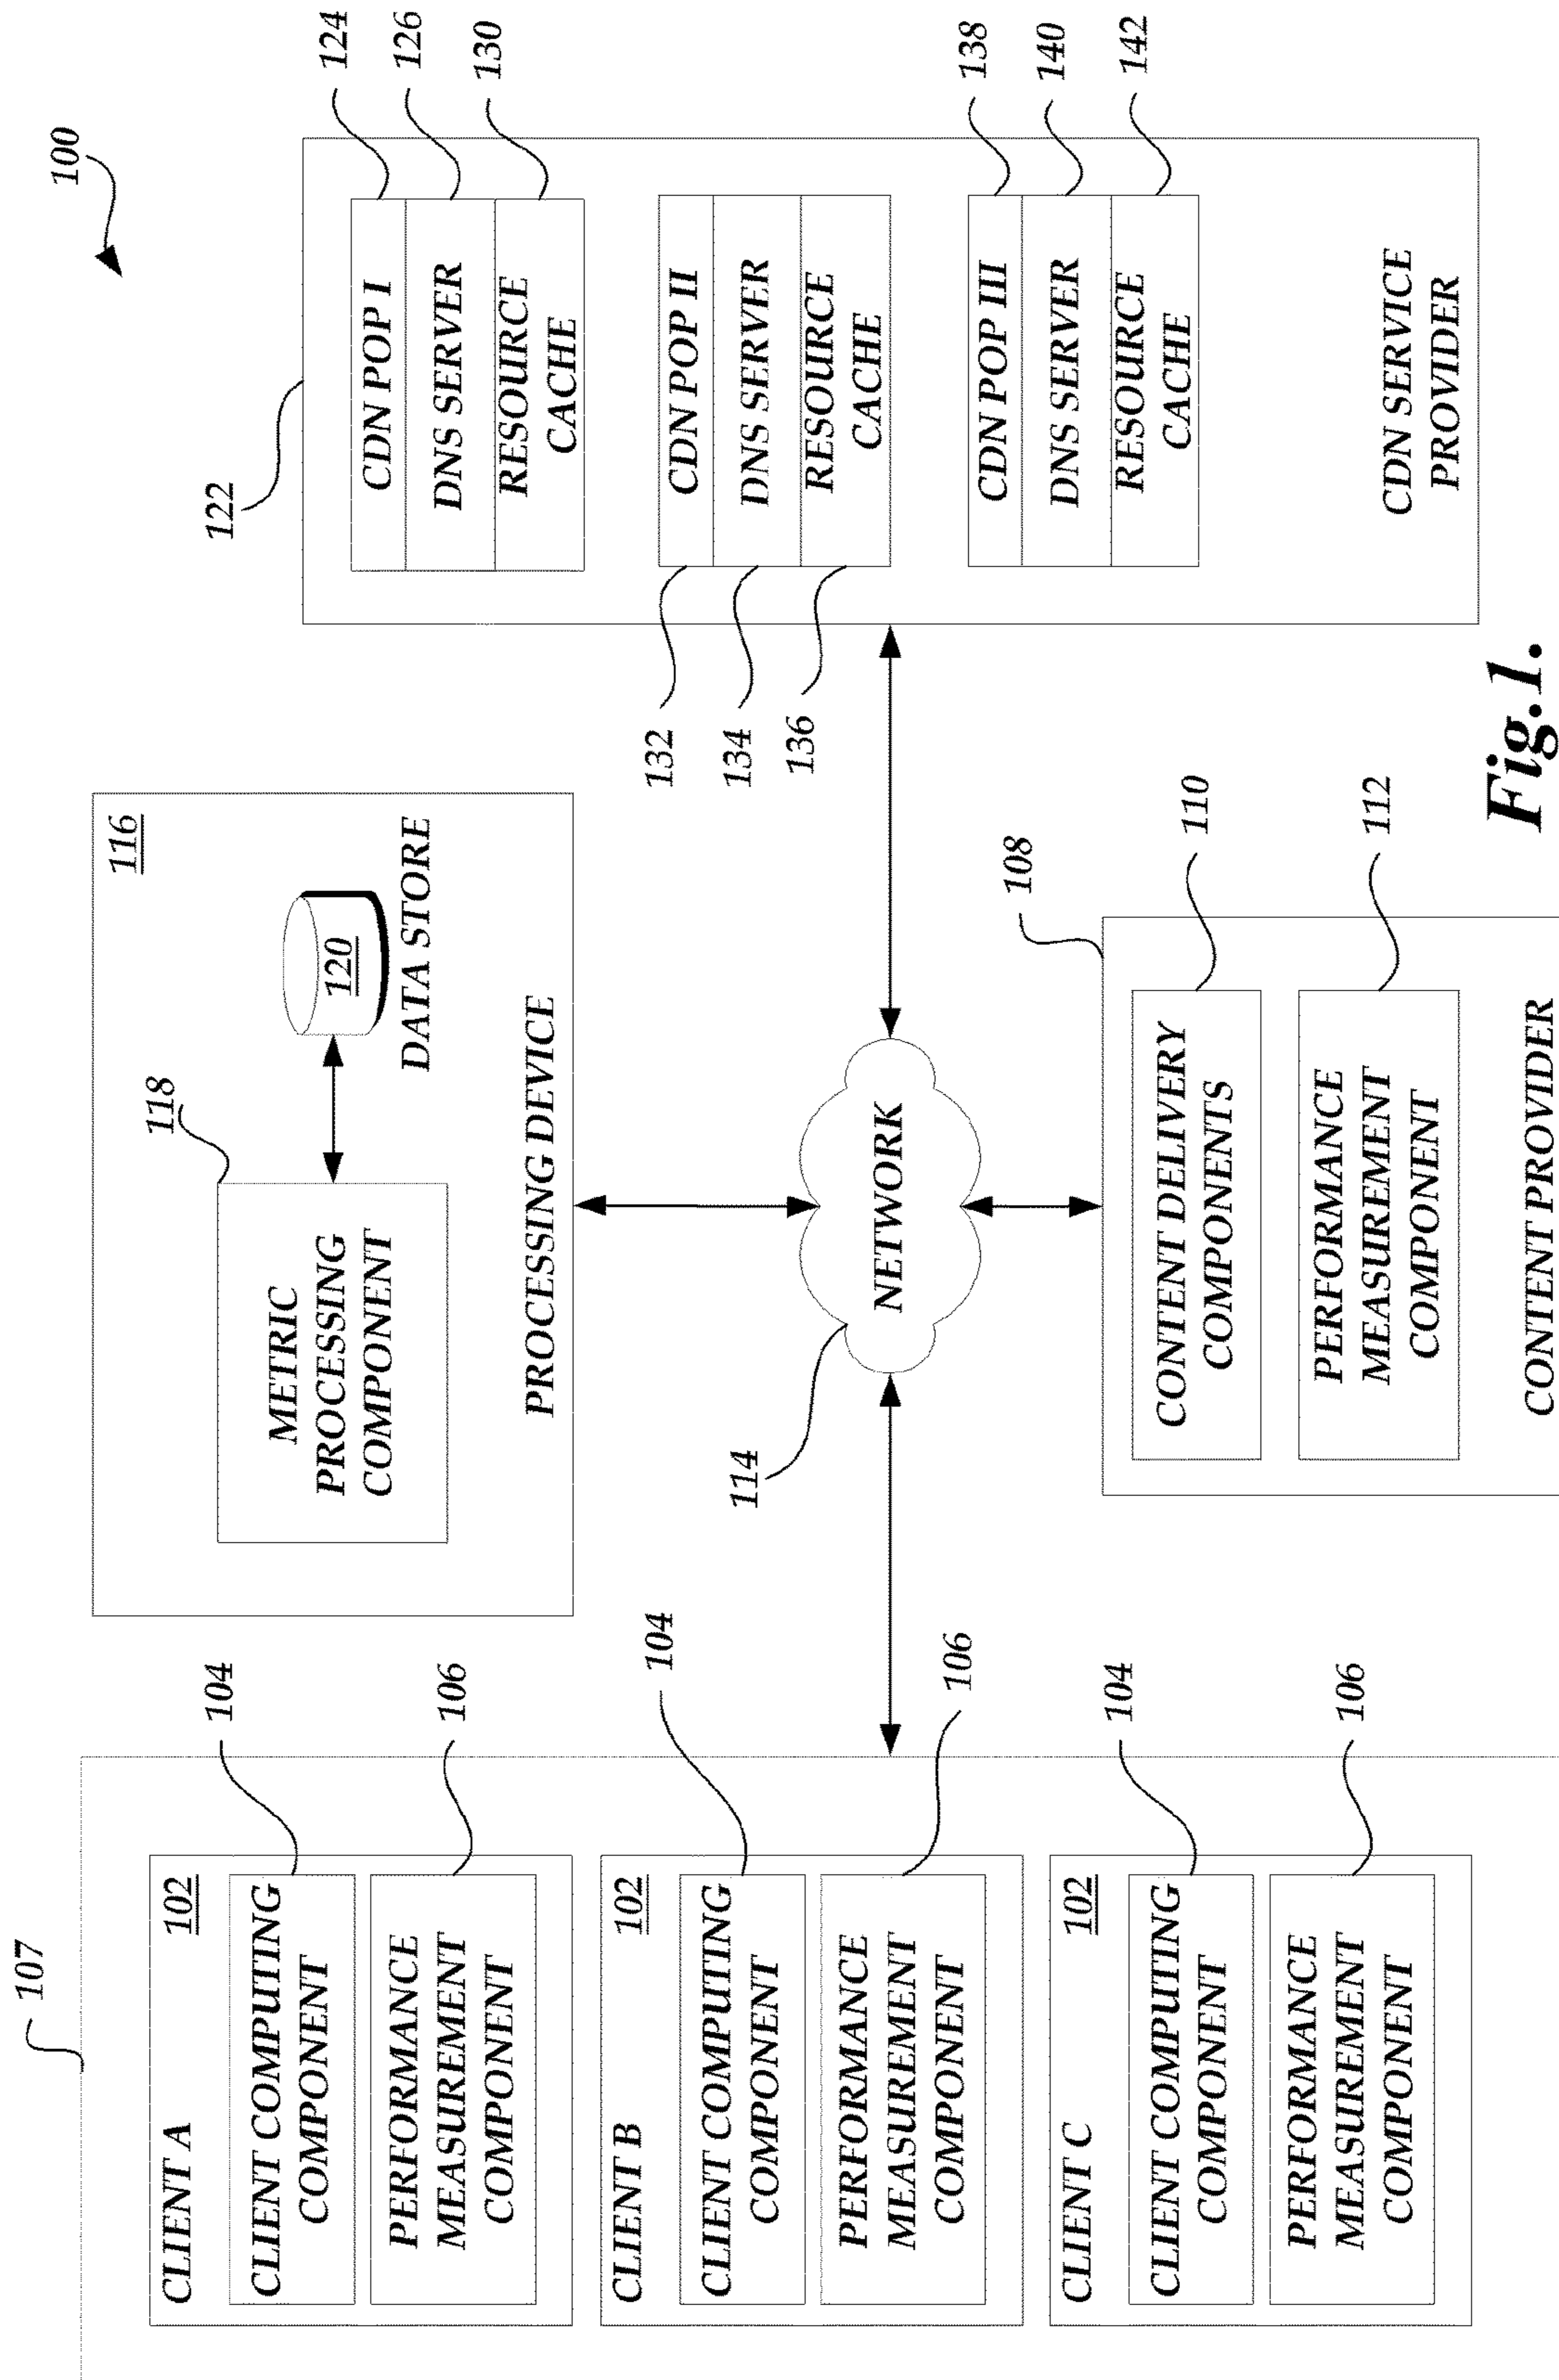 100
107
CLIENT A
102
CLIENT COMPUTING
COMPONENT
104
PERFORMANCE
MEASUREMENT
COMPONENT
106
CLIENT B
102
CLIENT COMPUTING
COMPONENT
104
PERFORMANCE
MEASUREMENT
COMPONENT
106
CLIENT C
102
CLIENT COMPUTING
COMPONENT
104
PERFORMANCE
MEASUREMENT
COMPONENT
106
116
118
METRIC
PROCESSING
COMPONENT
120
DATA STORE
PROCESSING DEVICE
114
NETWORK
108
CONTENT DELIVERY
COMPONENTS
110
PERFORMANCE
MEASUREMENT
COMPONENT
112
CONTENT PROVIDER
122
CDN POP I
124
DNS SERVER
126
RESOURCE
CACHE
130
CDN POP II
132
DNS SERVER
134
RESOURCE
CACHE
136
CDN POP III
138
DNS SERVER
140
RESOURCE
CACHE
142
CDN SERVICE
PROVIDER
Fig.1.